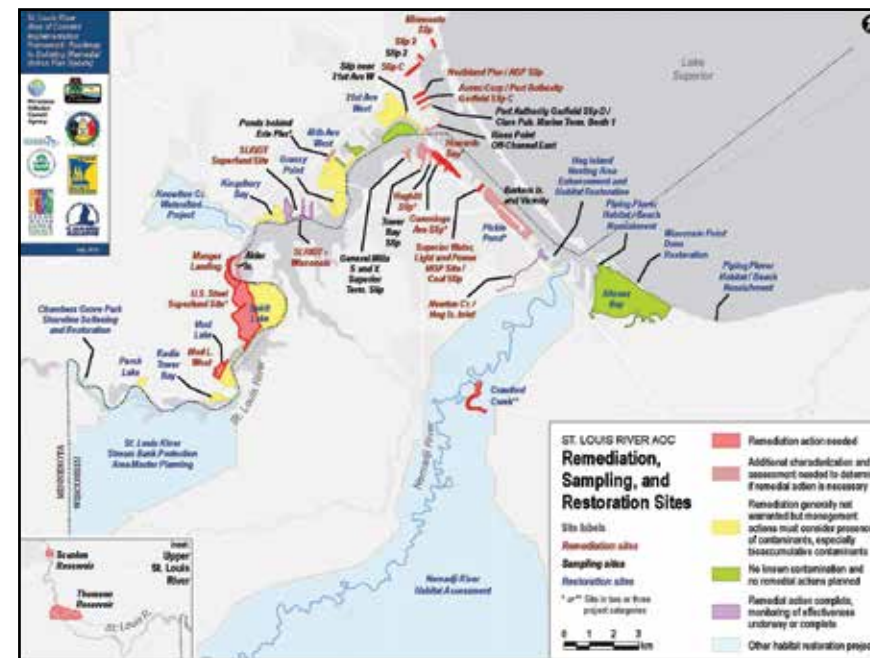 St. Louis River
Area of Concern
Implementation
Framework: Roadmap
to Delisting (Remedial
Action Plan Update)
Minnesota
Slip
Slip 3
Slip 2
Slip C
Slip near
21st Ave W
Northland Pier / AGP Slip
Azcon Corp / Port Authority
Garfield Slip C
Port Authority Garfield Slip D /
Clure Pub. Marine Term. Berth 1
Rices Point
Off Channel East
Lake
Superior
21st Ave
West
Ponds behind
Erie Pier*
40th Ave
West
Howards
Bay*
SLRIDT
Superfund Site
Grassy
Point
Kingsbury
Bay
Knowlton Cr.
Watershed
Project
Hog Island
Nesting Area
Enhancement and
Habitat Restoration
Barkers Is.
and Vicinity
Piping Plover
Habitat / Beach
Nourishment
Wisconsin Point
Dune
Restoration
Hughitt
Slip*
Cummings
Ave Slip*
Tower
Bay
Slip
Pickle
Pond*
SLRIDT -
Wisconsin
General Mills
S and X
Superior
Term. Slip
Superior Water,
Light and Power
MGP Site /
Coal Slip
Newton Cr. /
Hog Is. Inlet
Allouez
Bay
Piping Plover
Habitat / Beach
Nourishment
Munger
Landing
Alder
Is.
U.S. Steel
Superfund Site*
Spirit
Lake
Chambers Grove Park
Shoreline Softening
and Restoration
Mud
Lake
Mud L.
West
Radio
Tower
Bay
Perch
Lake
St. Louis River
Crawford
Creek**
MINNESOTA
WISCONSIN
St. Louis River
Stream Bank Protection
Area Master Planning
Nemadji River
Nemadji River
Habitat Assessment
Inset:
Upper
St. Louis
River
Scanlon
Reservoir
Thomson
Reservoir
St. Louis R.
ST. LOUIS RIVER AOC
Remediation,
Sampling, and
Restoration Sites
Site labels
Remediation sites
Sampling sites
Restoration sites
* or ** Site in two or three
project categories
0 1 2 3
km
Remediation action needed
Additional characterization and
assessment needed to determine
if remedial action is necessary
Remediation generally not
warranted but management
actions must consider presence
of contaminants, especially
bioaccumulative contaminants
No known contamination and
no remedial actions planned
Remedial action complete,
monitoring of effectiveness
underway or complete
Other habitat restoration project